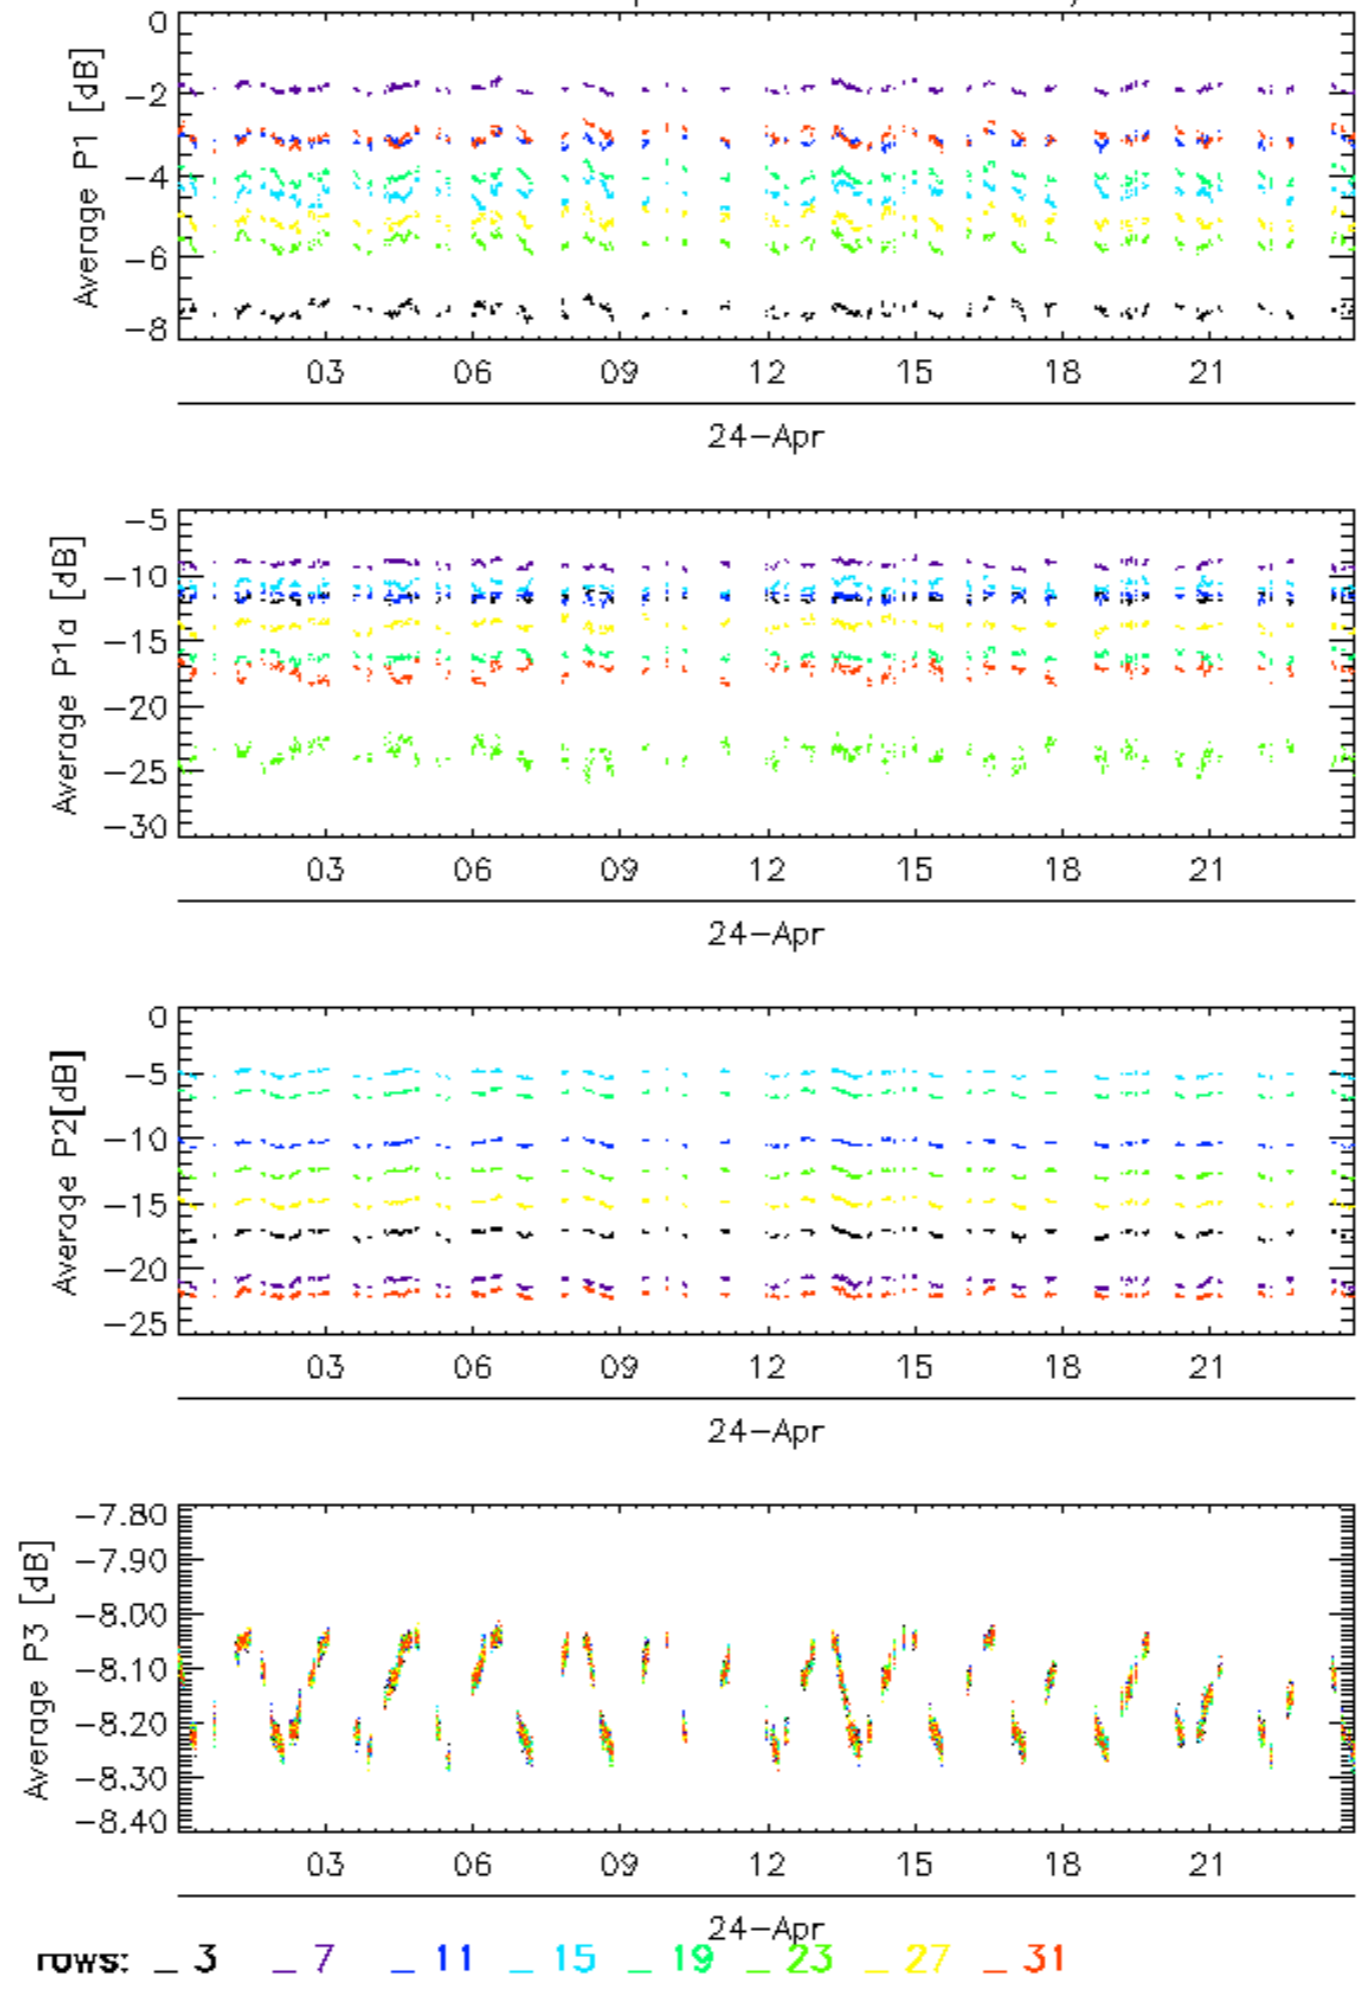 0
-2
-4
-6
-8
Average P1 [dB]
03 06 09 12 15 18 21
24-Apr
-5
-10
-15
-20
-25
-30
Average P1a [dB]
03 06 09 12 15 18 21
24-Apr
0
-5
-10
-15
-20
-25
Average P2[dB]
03 06 09 12 15 18 21
24-Apr
-7.80
-7.90
-8.00
-8.10
-8.20
-8.30
-8.40
Average P3 [dB]
03 06 09 12 15 18 21
24-Apr
rows: _ 3 _ 7 _ 11 _ 15 _ 19 _ 23 _ 27 _ 31